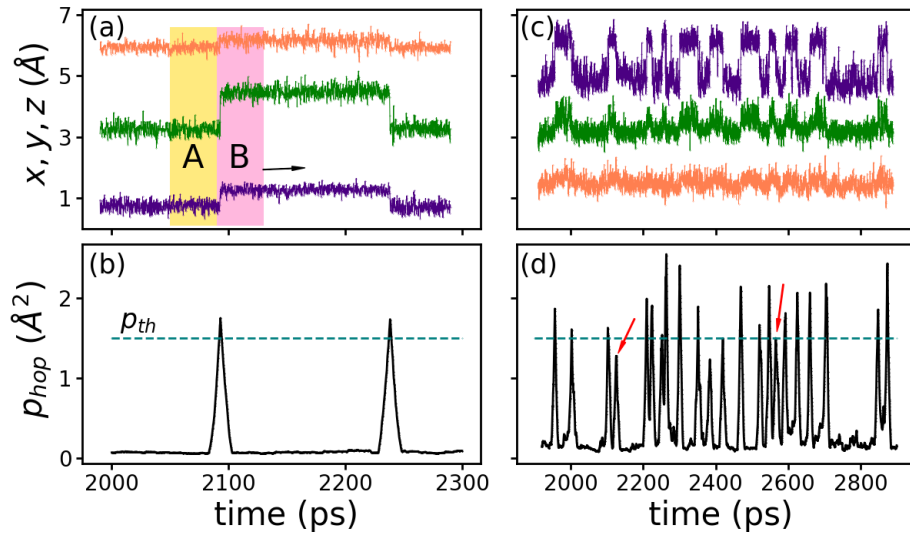 (a)
(c)
7
5
3
1
x, y, z (Å)
A B
(b)
(d)
p_th
2
1
0
p_hop (Å²)
2000 2100 2200 2300
2000 2200 2400 2600 2800
time (ps)
time (ps)